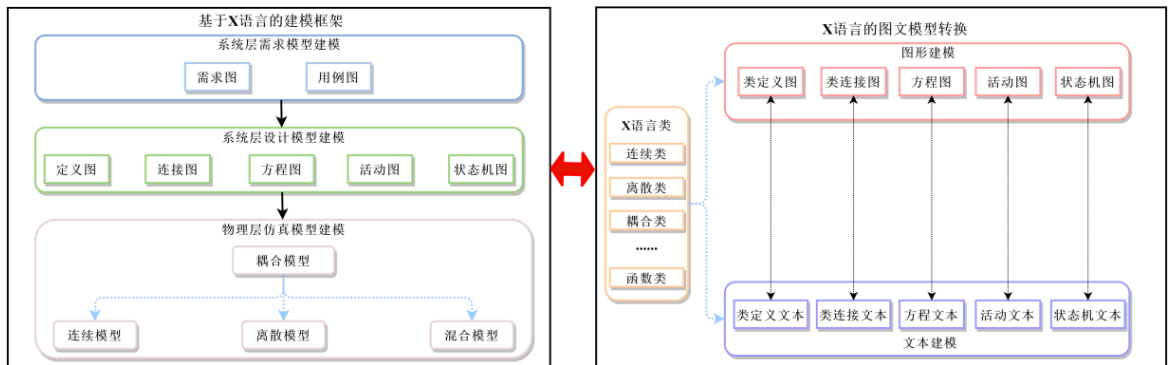 基于X语言的建模框架
系统层需求模型建模
需求图 用例图
系统层设计模型建模
定义图 连接图 方程图 活动图 状态机图
物理层仿真模型建模
耦合模型
连续模型 离散模型 混合模型
X语言的图文模型转换
图形建模
类定义图 类连接图 方程图 活动图 状态机图
X语言类
连续类
离散类
耦合类
······
函数类
类定义文本 类连接文本 方程文本 活动文本 状态机文本
文本建模